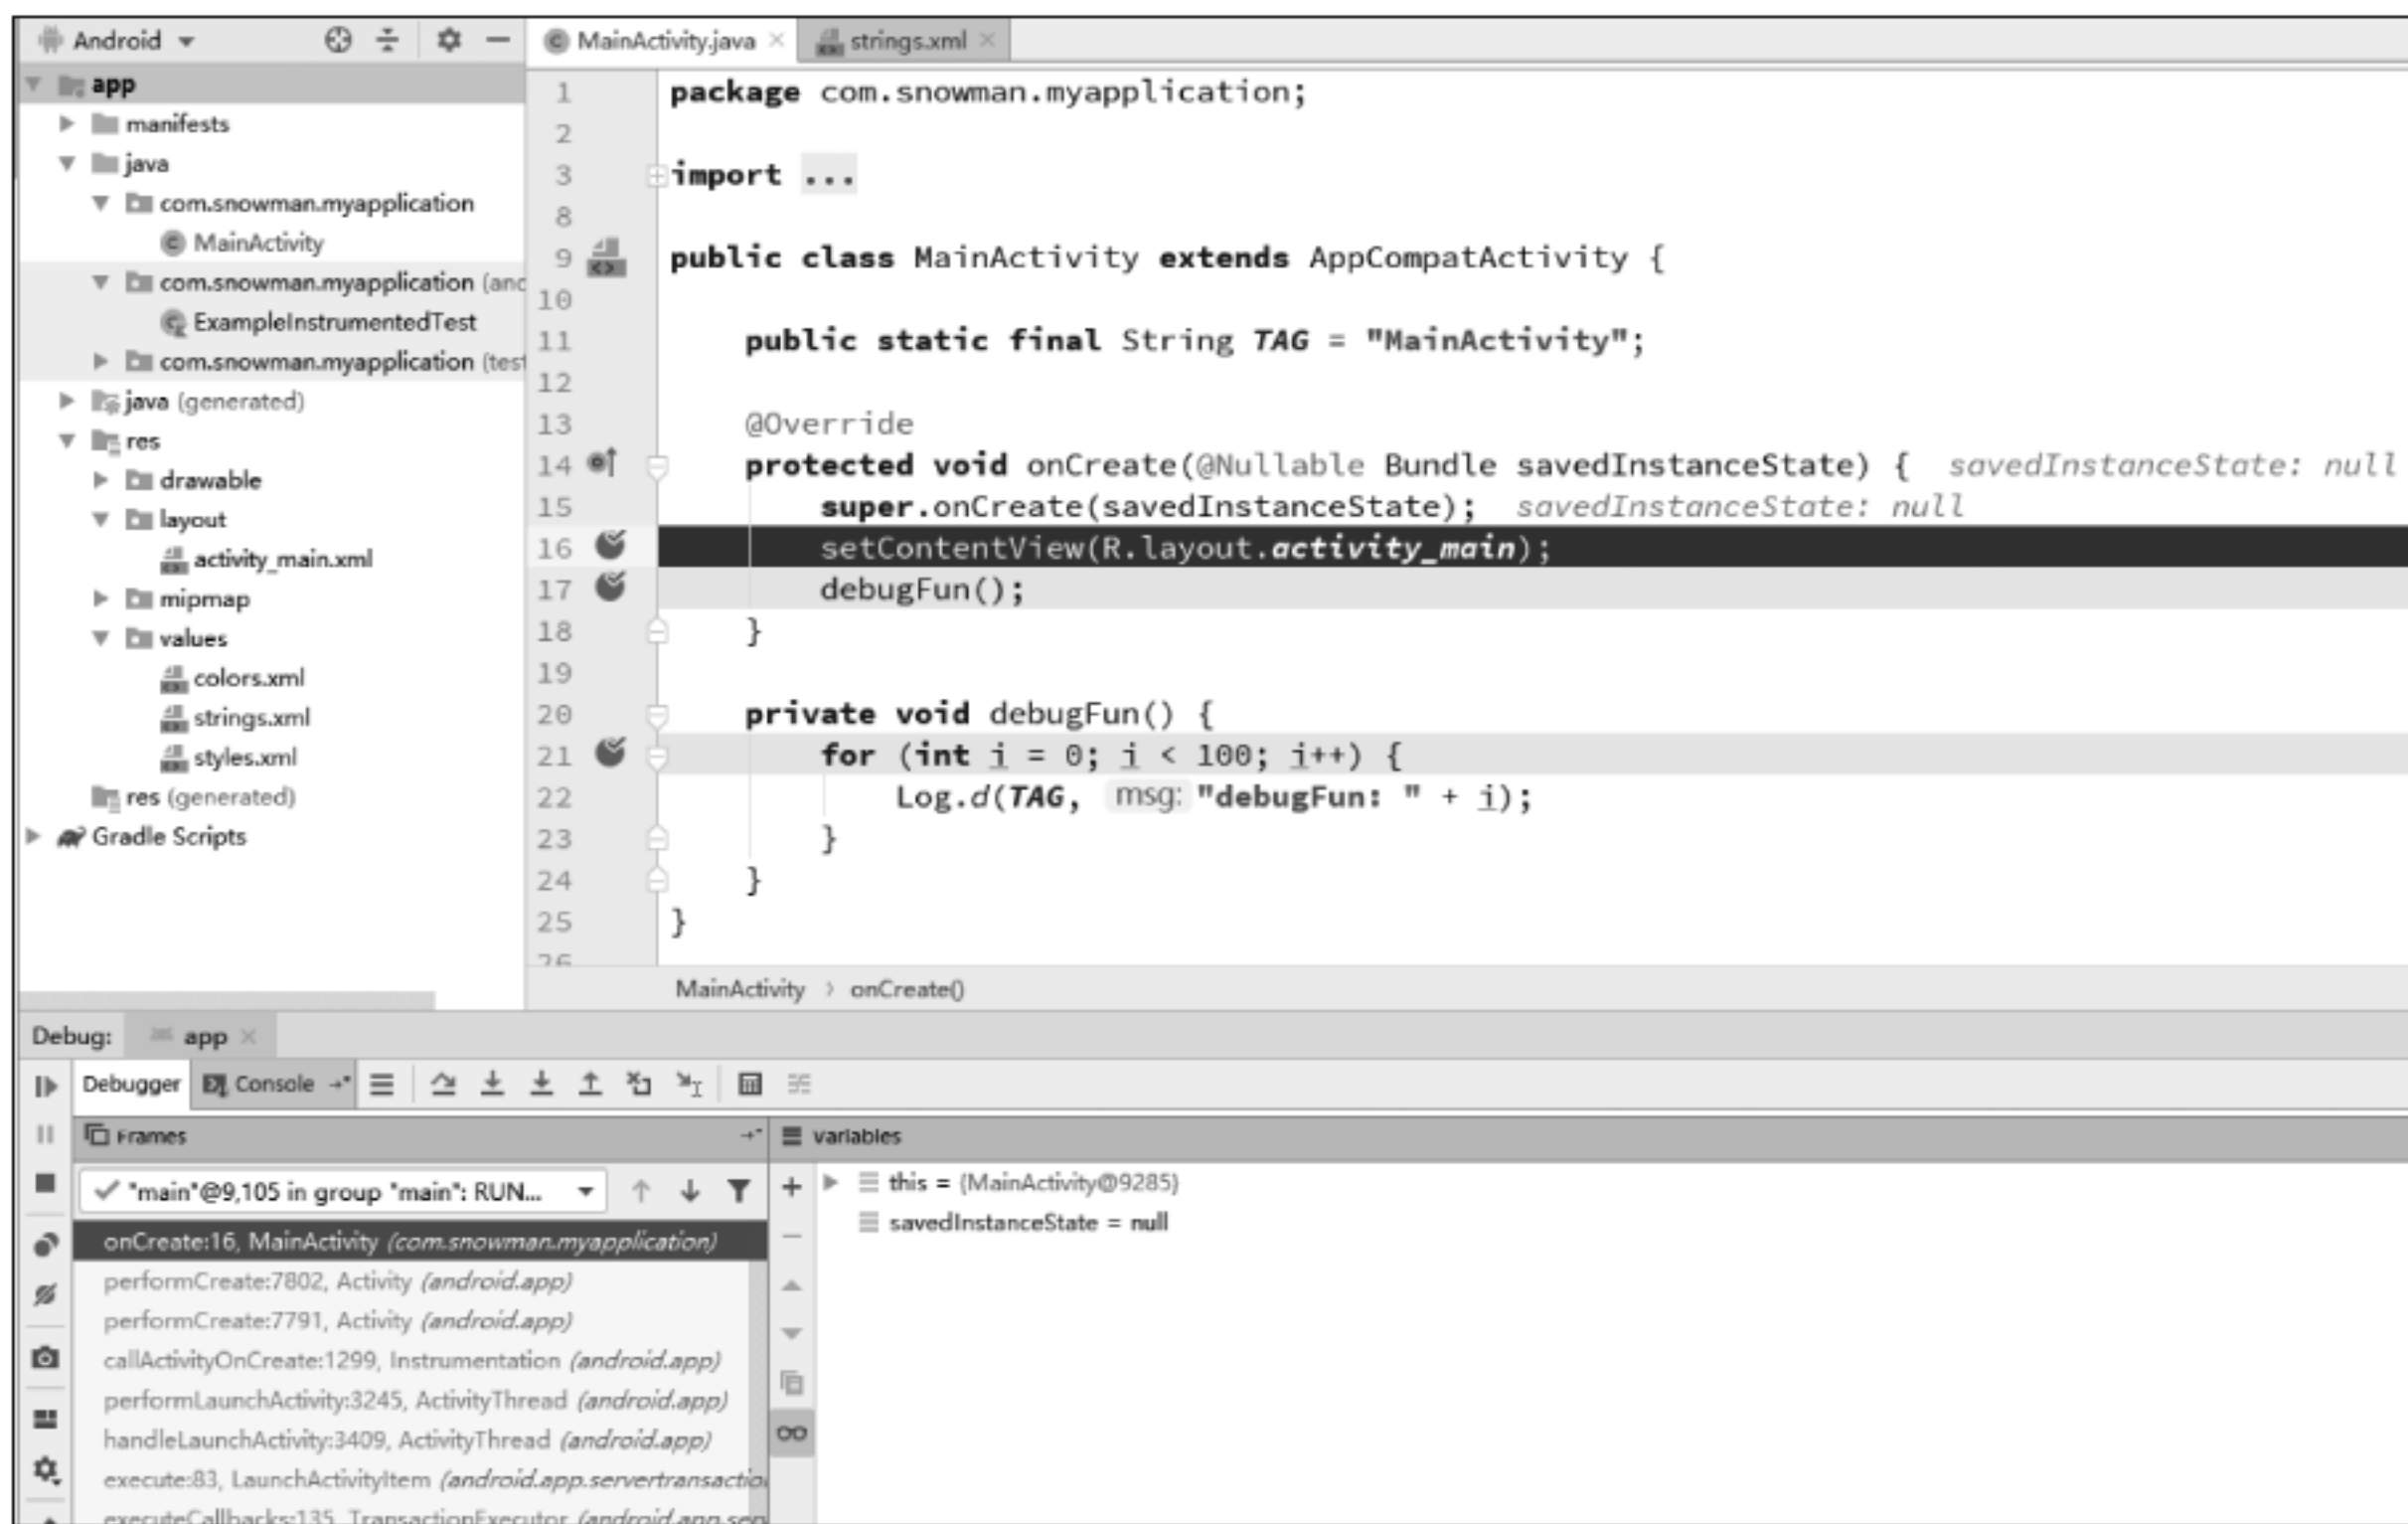 Android
app
manifests
java
com.snowman.myapplication
MainActivity
com.snowman.myapplication (and
ExampleInstrumentedTest
com.snowman.myapplication (test
java (generated)
res
drawable
layout
activity_main.xml
mipmap
values
colors.xml
strings.xml
styles.xml
res (generated)
Gradle Scripts
MainActivity.java strings.xml
1 package com.snowman.myapplication;
2
3 import ...
8
9 public class MainActivity extends AppCompatActivity {
10
11 public static final String TAG = "MainActivity";
12
13 @Override
14 protected void onCreate(@Nullable Bundle savedInstanceState) { savedInstanceState: null
15 super.onCreate(savedInstanceState); savedInstanceState: null
16 setContentView(R.layout.activity_main);
17 debugFun();
18 }
19
20 private void debugFun() {
21 for (int i = 0; i < 100; i++) {
22 Log.d(TAG, msg: "debugFun: " + i);
23 }
24 }
25 }
26
MainActivity › onCreate()
Debug: app
Debugger Console
Frames
"main"@9,105 in group "main": RUN...
onCreate:16, MainActivity (com.snowman.myapplication)
performCreate:7802, Activity (android.app)
performCreate:7791, Activity (android.app)
callActivityOnCreate:1299, Instrumentation (android.app)
performLaunchActivity:3245, ActivityThread (android.app)
handleLaunchActivity:3409, ActivityThread (android.app)
execute:83, LaunchActivityItem (android.app.servertransactio
executeCallbacks:135, TransactionExecutor (android.app.ser
Variables
this = {MainActivity@9285}
savedInstanceState = null